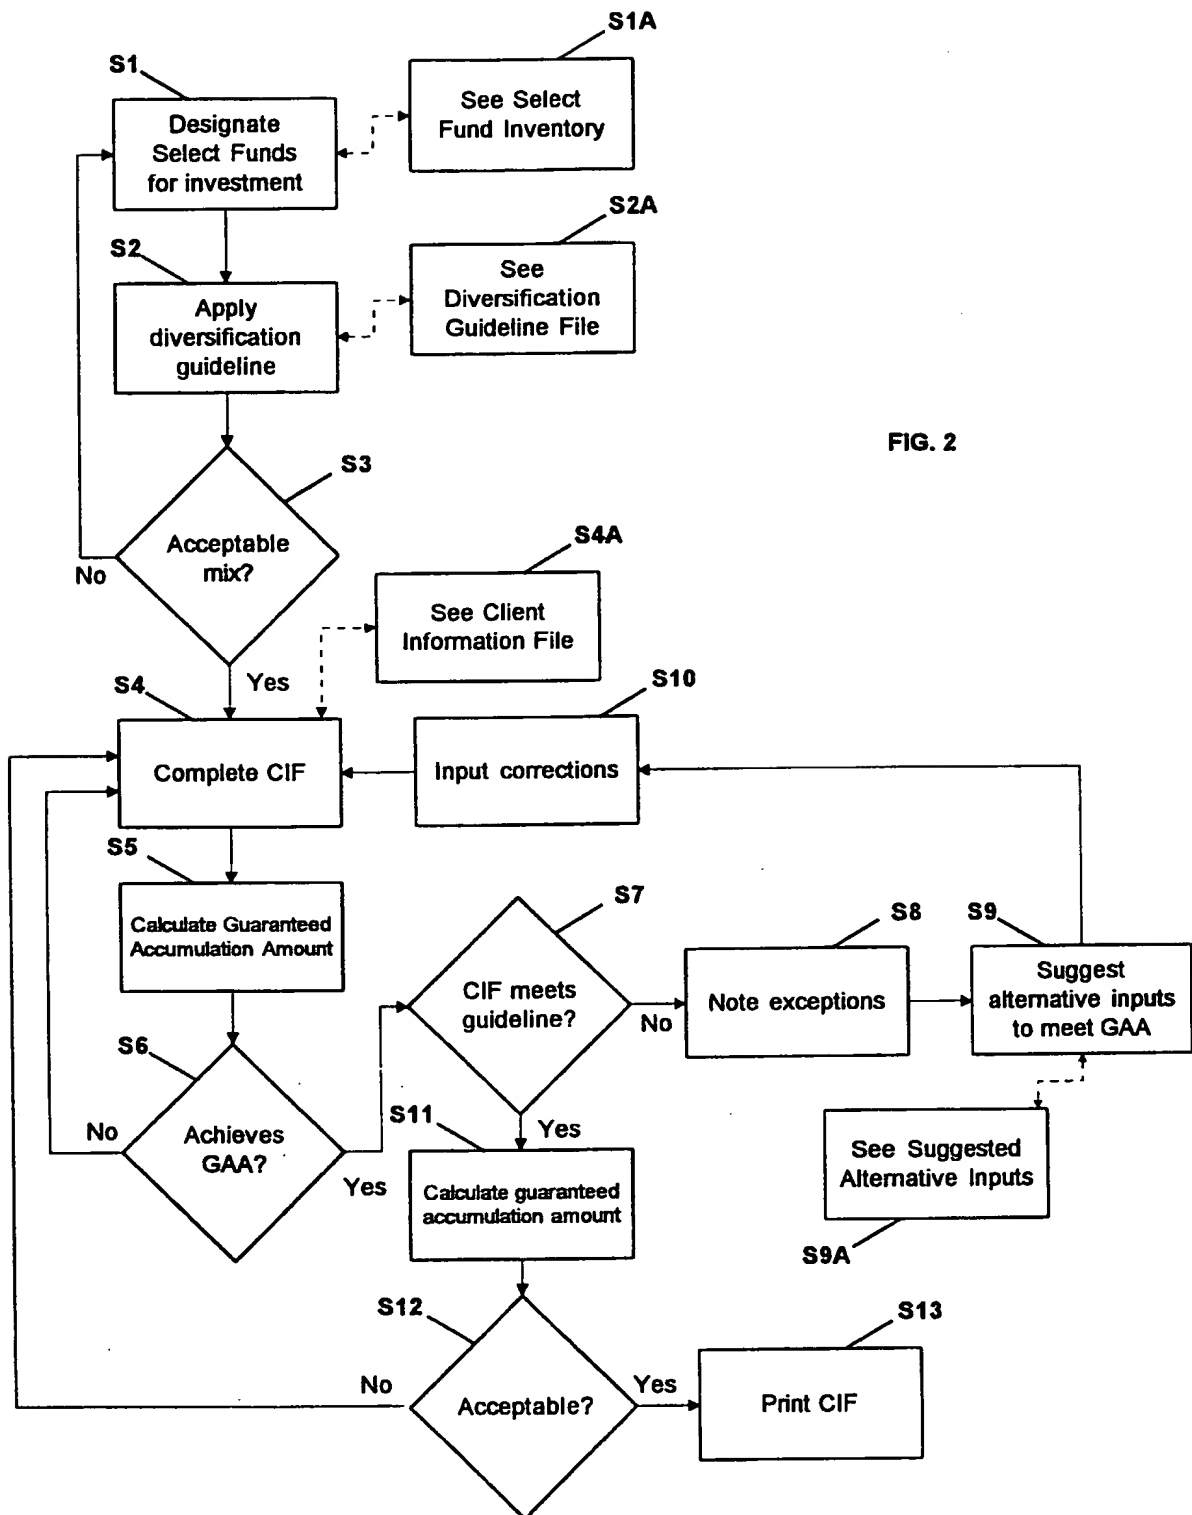 S1A
S1
See Select
Fund Inventory
Designate
Select Funds
for investment
S2A
S2
See
Diversification
Guideline File
Apply
diversification
guideline
FIG. 2
S3
Acceptable
mix?
No
S4A
See Client
Information File
Yes
S4
S10
Complete CIF
Input corrections
S5
Calculate Guaranteed
Accumulation Amount
S7
S8
S9
CIF meets
guideline?
No
Note exceptions
Suggest
alternative inputs
to meet GAA
S6
No
Achieves
GAA?
Yes
S11
Yes
See Suggested
Alternative Inputs
Calculate guaranteed
accumulation amount
S9A
S12
S13
No
Acceptable?
Yes
Print CIF